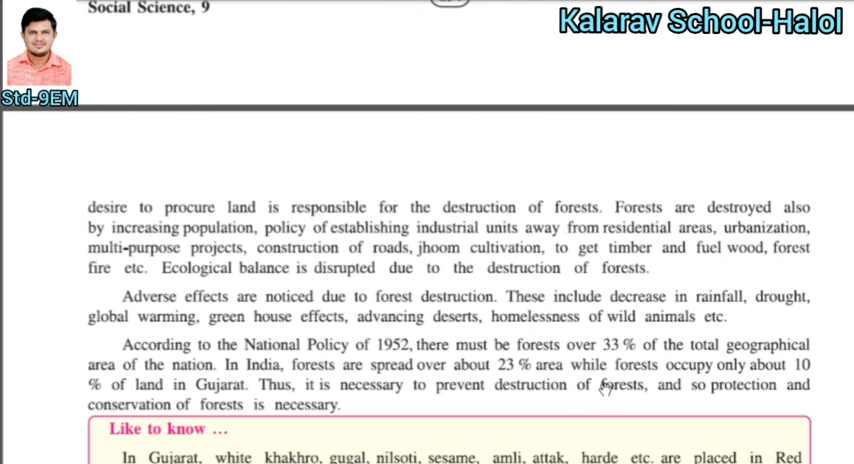 Social Science, 9
Kalarav School-Halol
Std-9EM
desire to procure land is responsible for the destruction of forests. Forests are destroyed also
by increasing population, policy of establishing industrial units away from residential areas, urbanization,
multi-purpose projects, construction of roads, jhoom cultivation, to get timber and fuel wood, forest
fire etc. Ecological balance is disrupted due to the destruction of forests.
Adverse effects are noticed due to forest destruction. These include decrease in rainfall, drought,
global warming, green house effects, advancing deserts, homelessness of wild animals etc.
According to the National Policy of 1952, there must be forests over 33 % of the total geographical
area of the nation. In India, forests are spread over about 23 % area while forests occupy only about 10
% of land in Gujarat. Thus, it is necessary to prevent destruction of forests, and so protection and
conservation of forests is necessary.
Like to know ...
In Gujarat, white khakhro, gugal, nilsoti, sesame, amli, attak, harde etc. are placed in Red